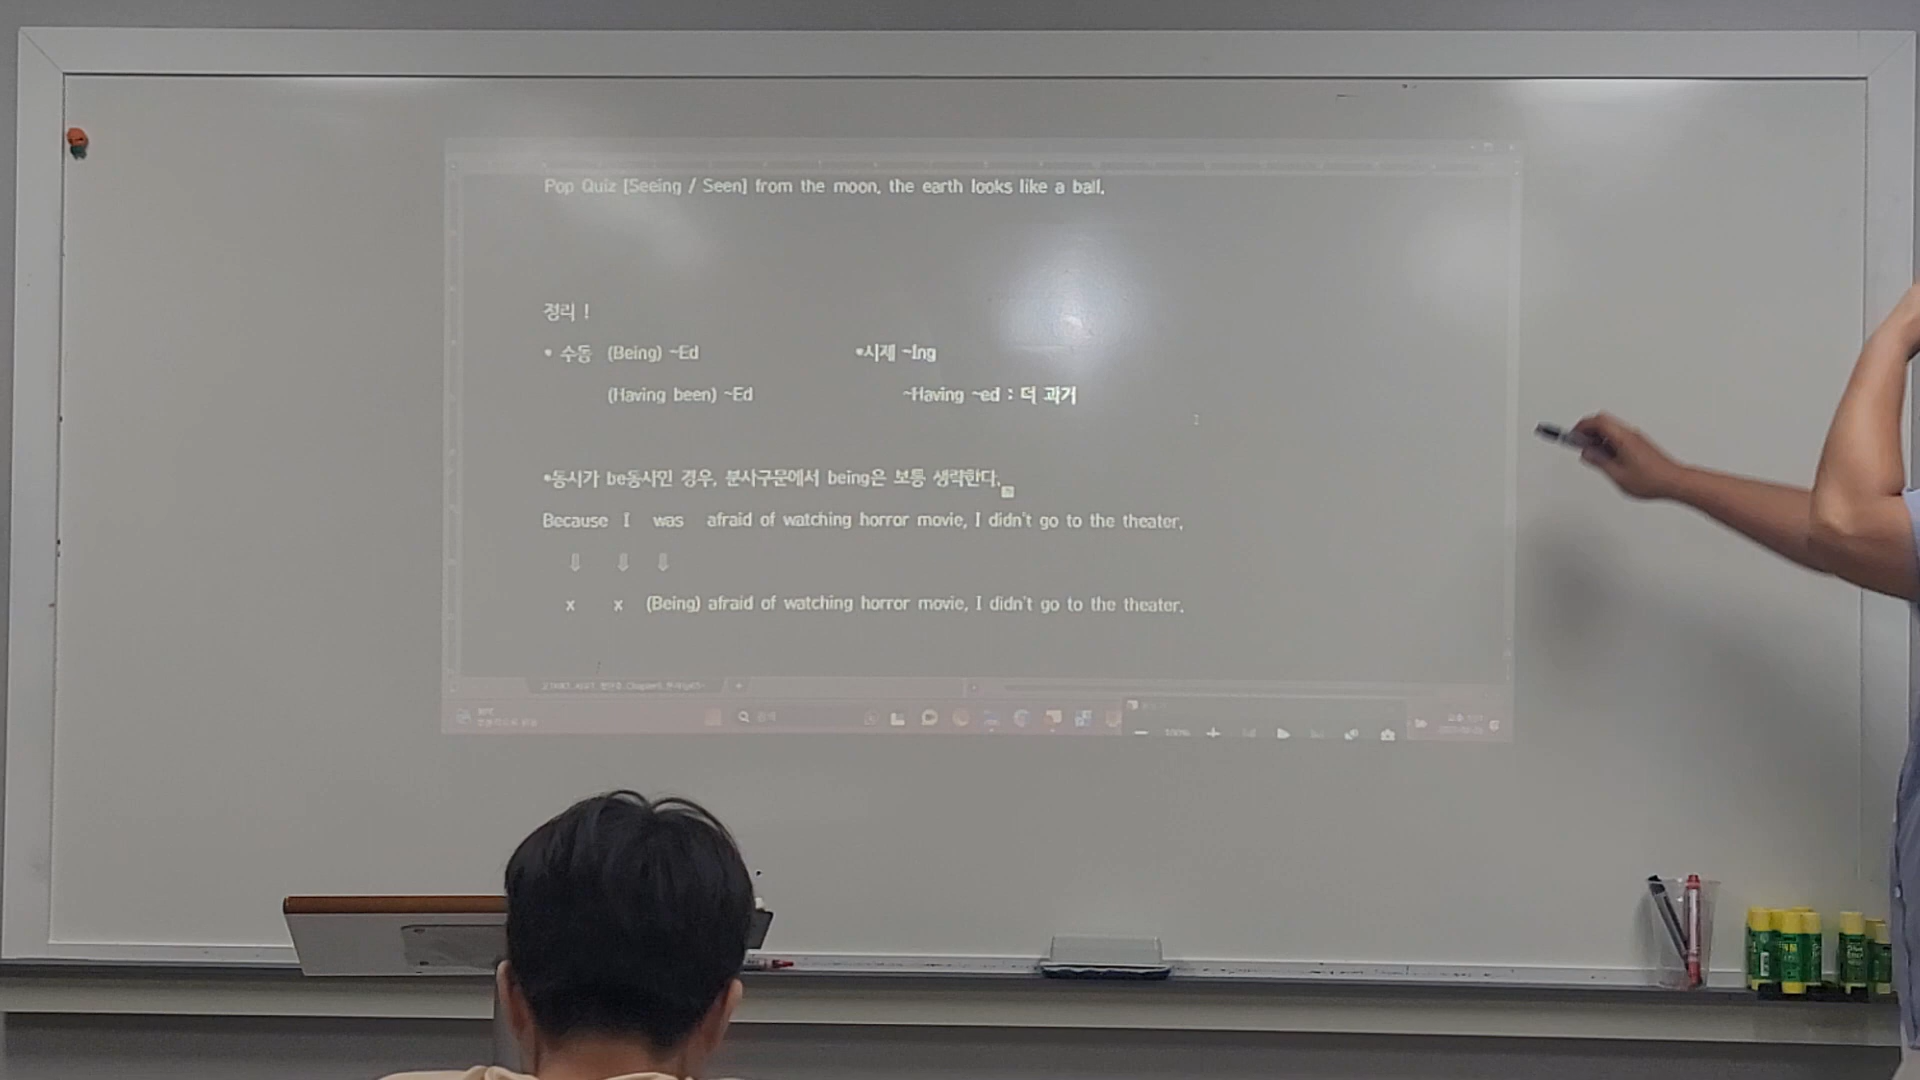 Pop Quiz [Seeing / Seen] from the moon, the earth looks like a ball.
정리 !
• 수동 (Being) ~Ed •시제 ~Ing
(Having been) ~Ed ~Having ~ed : 더 과거
•동시가 be동사인 경우, 분사구문에서 being은 보통 생략한다.
Because I was afraid of watching horror movie, I didn't go to the theater.
⇓ ⇓ ⇓
x x (Being) afraid of watching horror movie, I didn't go to the theater.
검색
100%